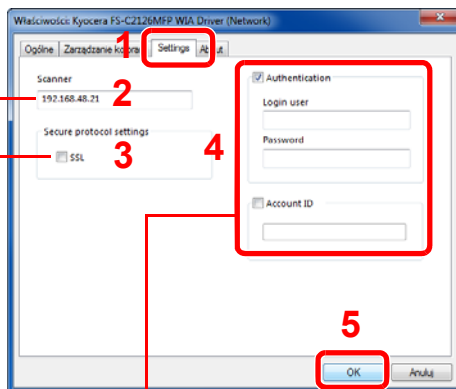 Właściwości: Kyocera FS-C2126MFP WIA Driver (Network)
Ogólne Zarządzanie Settings
1
Scanner
192.168.48.21
2
Secure protocol settings
SSL
3
4
Authentication
Login user
Password
Account ID
5
OK Anuluj